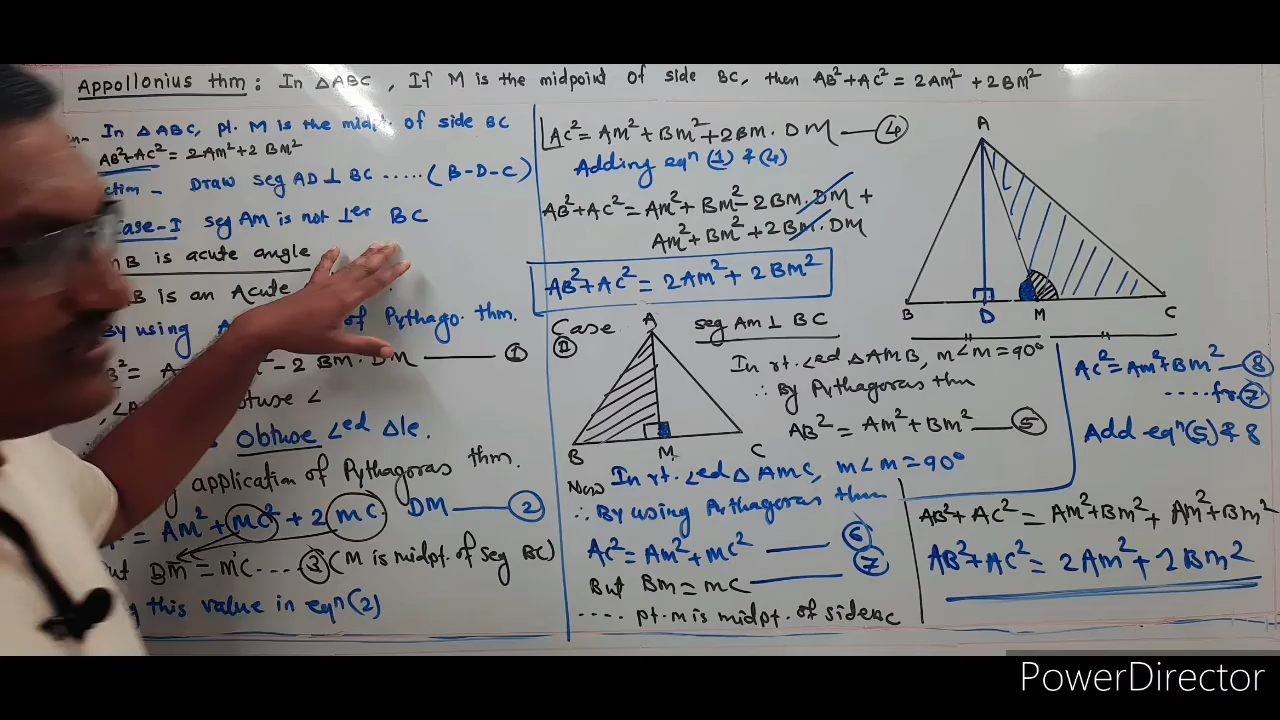 Appollonius thm : In △ABC , If M is the midpoint of side BC, then AB²+AC² = 2AM² + 2BM²
In △ABC, pt. M is the midpt. of side BC
AB²+AC² = 2AM²+2BM²
Draw seg AD ⊥ BC ..... (B-D-C)
Case-I seg AM is not ⊥er BC
B is acute angle
B is an Acute
By using of Pythago. thm.
B² = - 2 BM. DM —— ①
obtuse ∠
Obtuse ∠ed △le.
application of Pythagoras thm.
= AM² + MC² + 2 MC. DM —— ②
But BM = MC .... ③ (M is midpt. of seg BC)
this value in eqn (2)
AC² = AM² + BM² + 2BM. DM —— ④
Adding eqn (1) & (4)
AB²+AC² = AM² + BM² - 2BM. DM +
AM² + BM² + 2BM. DM
AB²+AC² = 2AM² + 2BM²
Case seg AM ⊥ BC
②
A
B
M
C
In rt. ∠ed △AMB, m∠M = 90°
∴ By Pythagoras thm
AB² = AM² + BM² —— ⑤
Now In rt. ∠ed △AMC, m∠M = 90°
∴ By using Pythagoras thm
AC² = AM² + MC² —— ⑥
But BM = MC —— ⑦
.... pt. M is midpt. of side BC
A
B
D
M
C
AC² = AM² + BM² — ⑧
.... fr. ⑦
Add eqn (5) & 8
AB² + AC² = AM² + BM² + AM² + BM²
AB² + AC² = 2AM² + 2BM²
PowerDirector